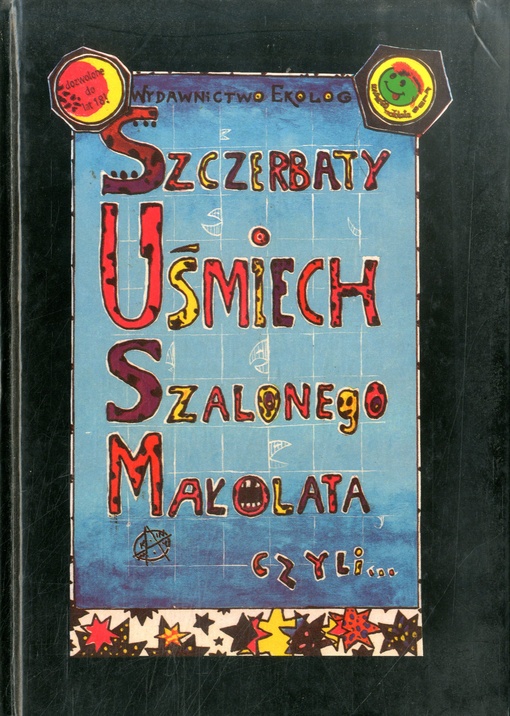 dozwolone
do
lat 18!
WYDAWNICTWO EKOLOG
SZCZERBATY
UŚMIECH
SZALONEGO
MAŁOLATA
CZYLI...